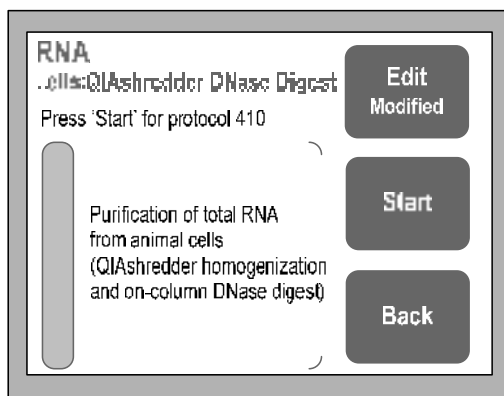 RNA
..cells:QIAshredder DNase Digest
Press 'Start' for protocol 410
Purification of total RNA
from animal cells
(QIAshredder homogenization
and on-column DNase digest)
Edit
Modified
Start
Back